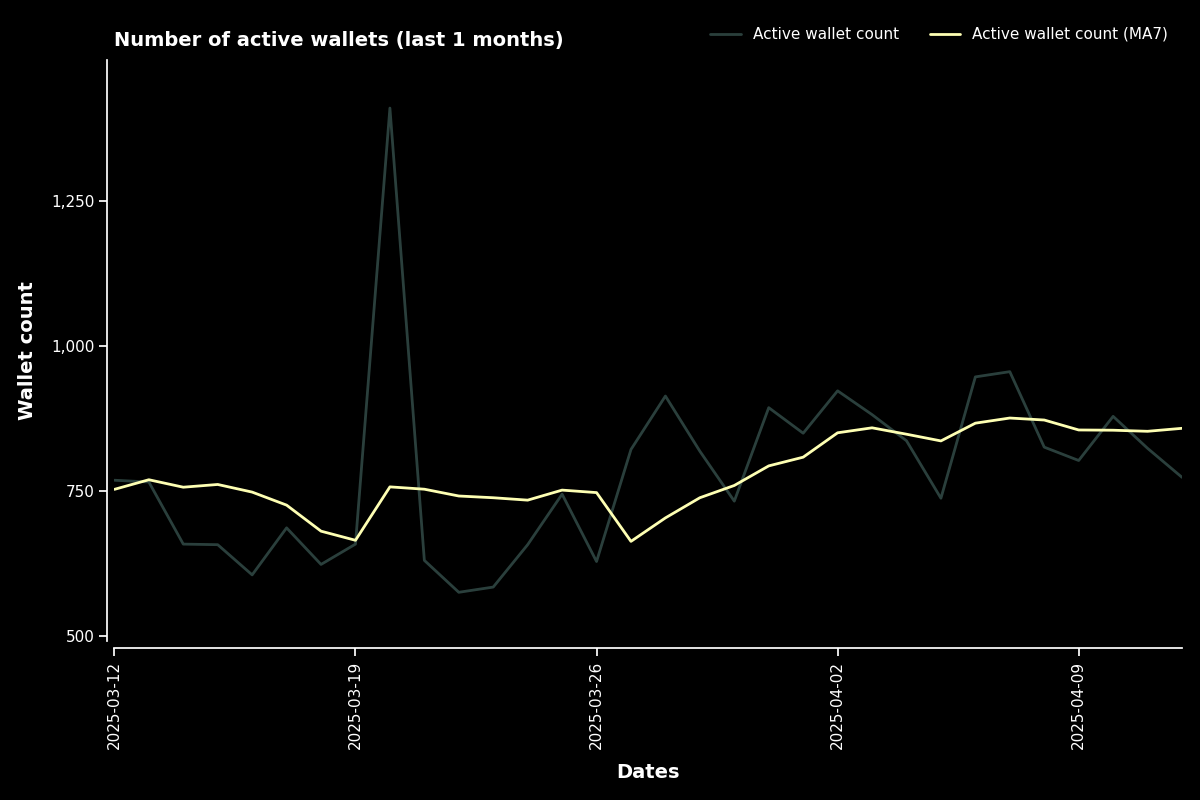 Number of active wallets (last 1 months)
Active wallet count
Active wallet count (MA7)
Wallet count
1,250
1,000
750
500
2025-03-12
2025-03-19
2025-03-26
2025-04-02
2025-04-09
Dates